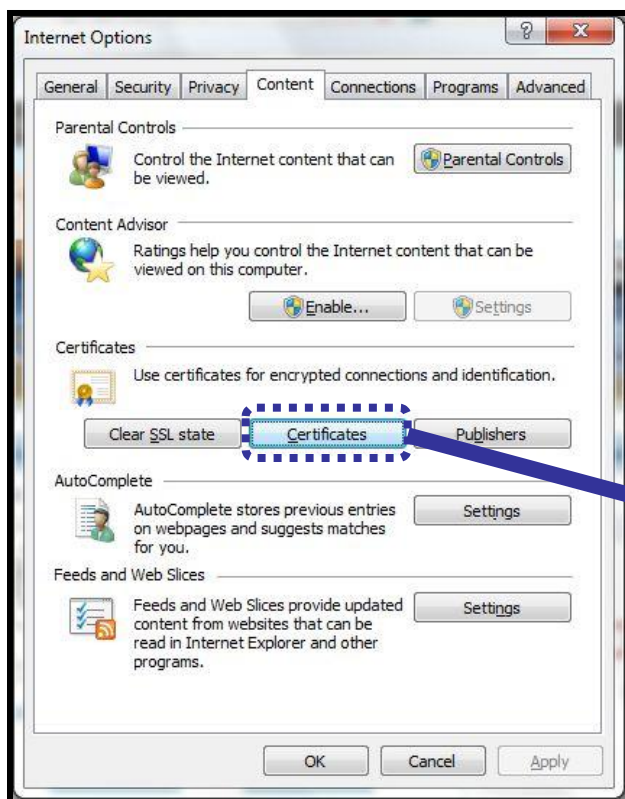 Internet Options
General Security Privacy Content Connections Programs Advanced
Parental Controls
Control the Internet content that can
be viewed.
Parental Controls
Content Advisor
Ratings help you control the Internet content that can be
viewed on this computer.
Enable... Settings
Certificates
Use certificates for encrypted connections and identification.
Clear SSL state Certificates Publishers
AutoComplete
AutoComplete stores previous entries
on webpages and suggests matches
for you.
Settings
Feeds and Web Slices
Feeds and Web Slices provide updated
content from websites that can be
read in Internet Explorer and other
programs.
Settings
OK Cancel Apply